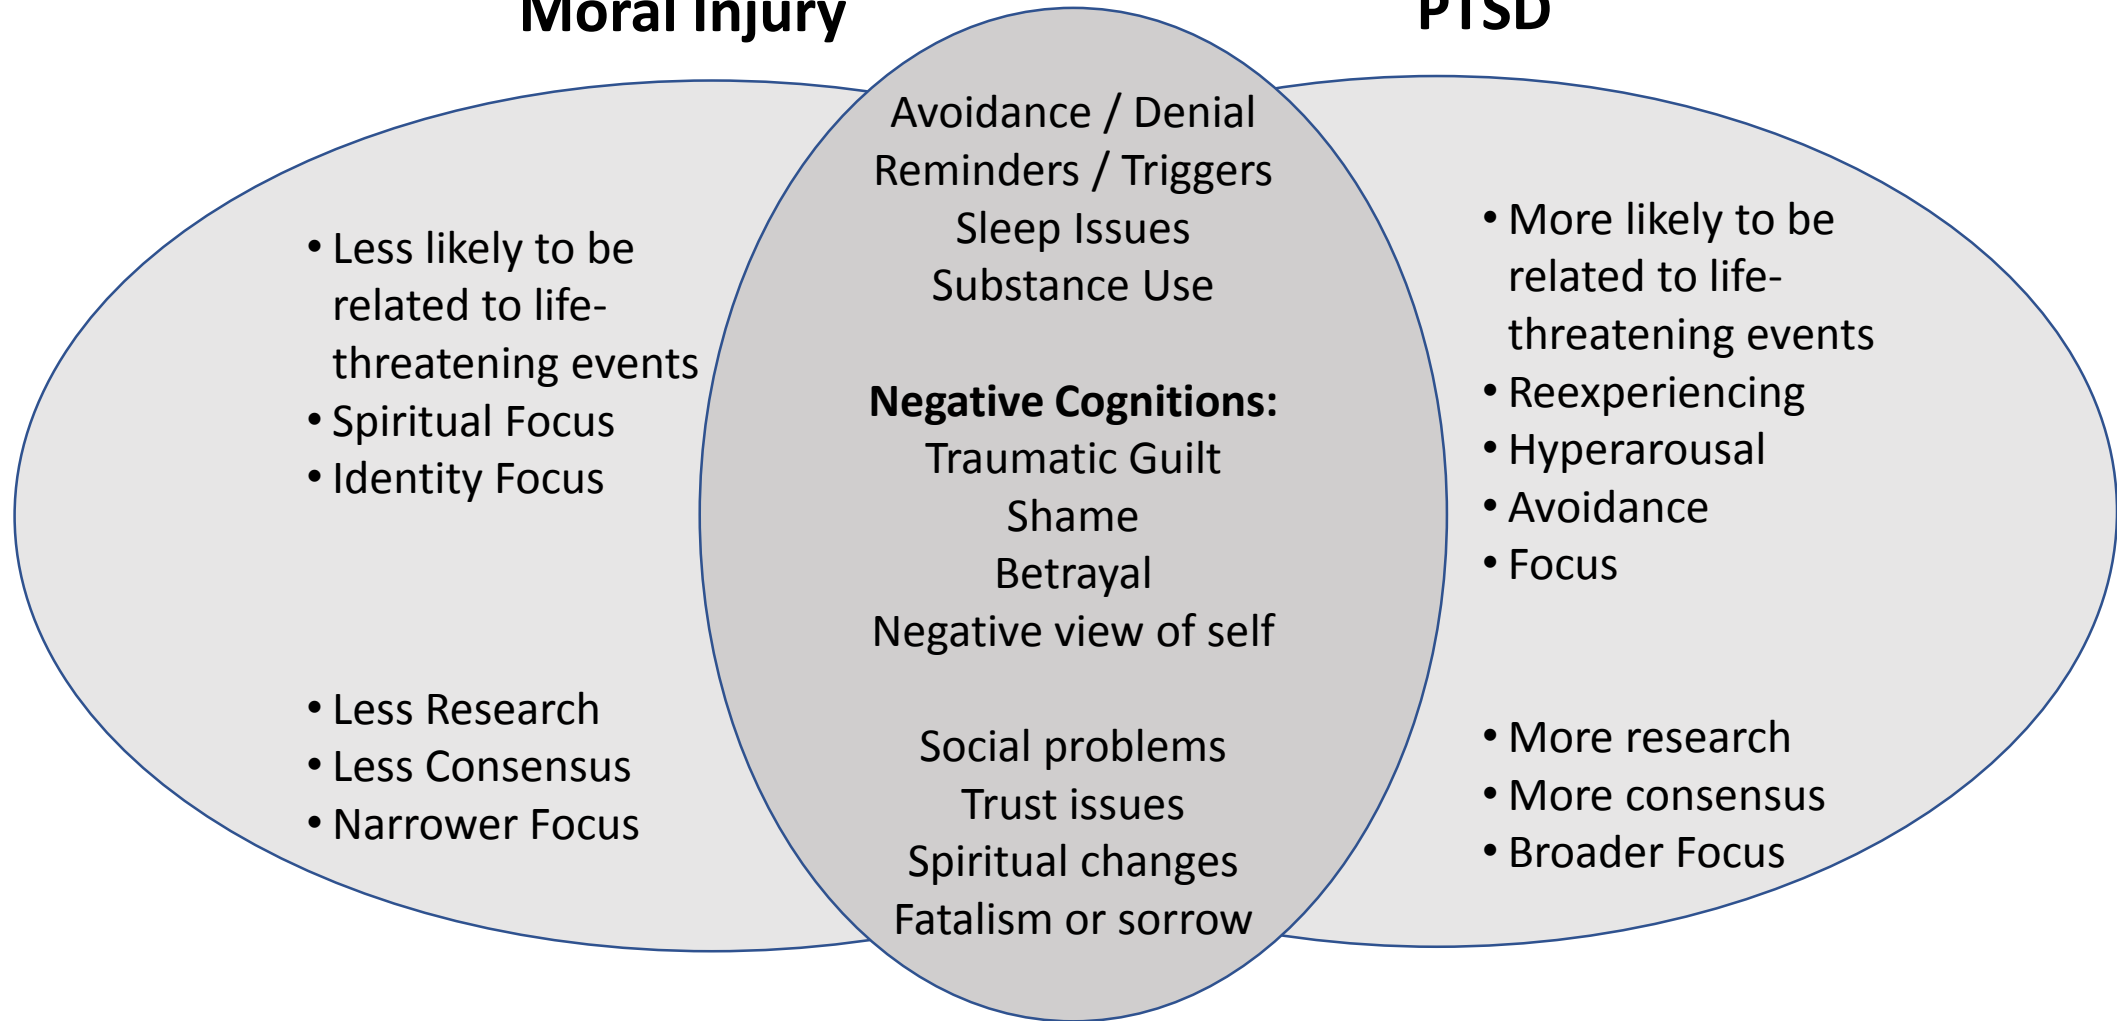 Moral Injury
PTSD
• Less likely to be
related to life-
threatening events
• Spiritual Focus
• Identity Focus
• Less Research
• Less Consensus
• Narrower Focus
Avoidance / Denial
Reminders / Triggers
Sleep Issues
Substance Use
Negative Cognitions:
Traumatic Guilt
Shame
Betrayal
Negative view of self
Social problems
Trust issues
Spiritual changes
Fatalism or sorrow
• More likely to be
related to life-
threatening events
• Reexperiencing
• Hyperarousal
• Avoidance
• Focus
• More research
• More consensus
• Broader Focus